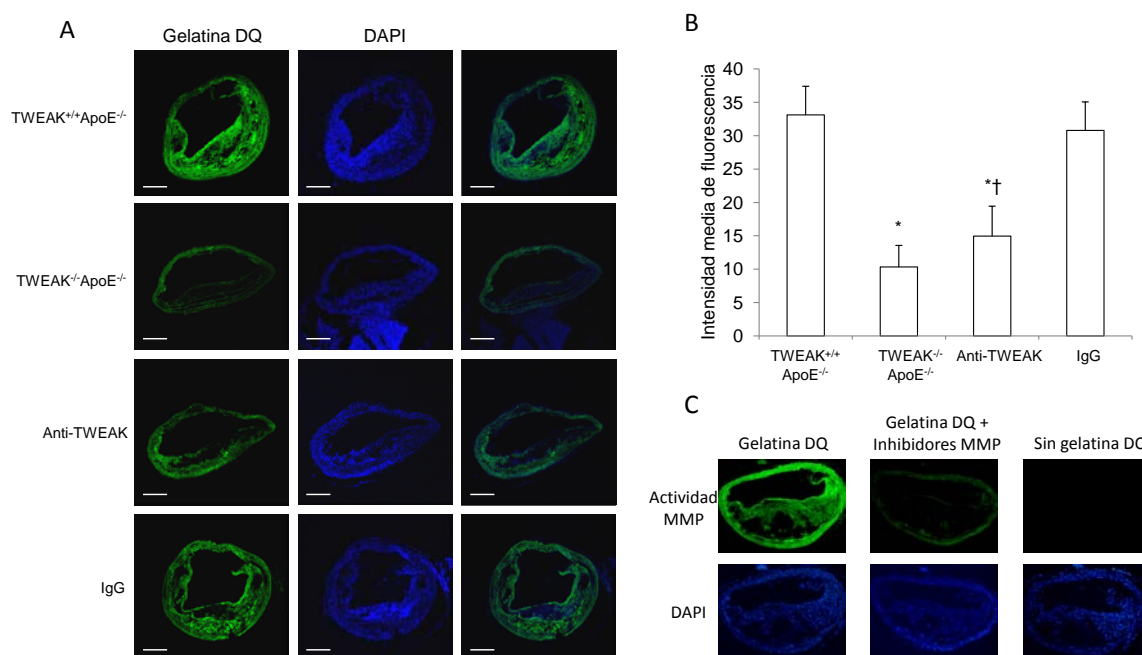 A
Gelatina DQ
DAPI
TWEAK+/+ApoE-/-
TWEAK-/-ApoE-/-
Anti-TWEAK
IgG
B
Intensidad media de fluorescencia
40
35
30
25
20
15
10
5
0
*
*†
TWEAK+/+
ApoE-/-
TWEAK-/-
ApoE-/-
Anti-TWEAK
IgG
C
Gelatina DQ
Gelatina DQ +
Inhibidores MMP
Sin gelatina DQ
Actividad
MMP
DAPI